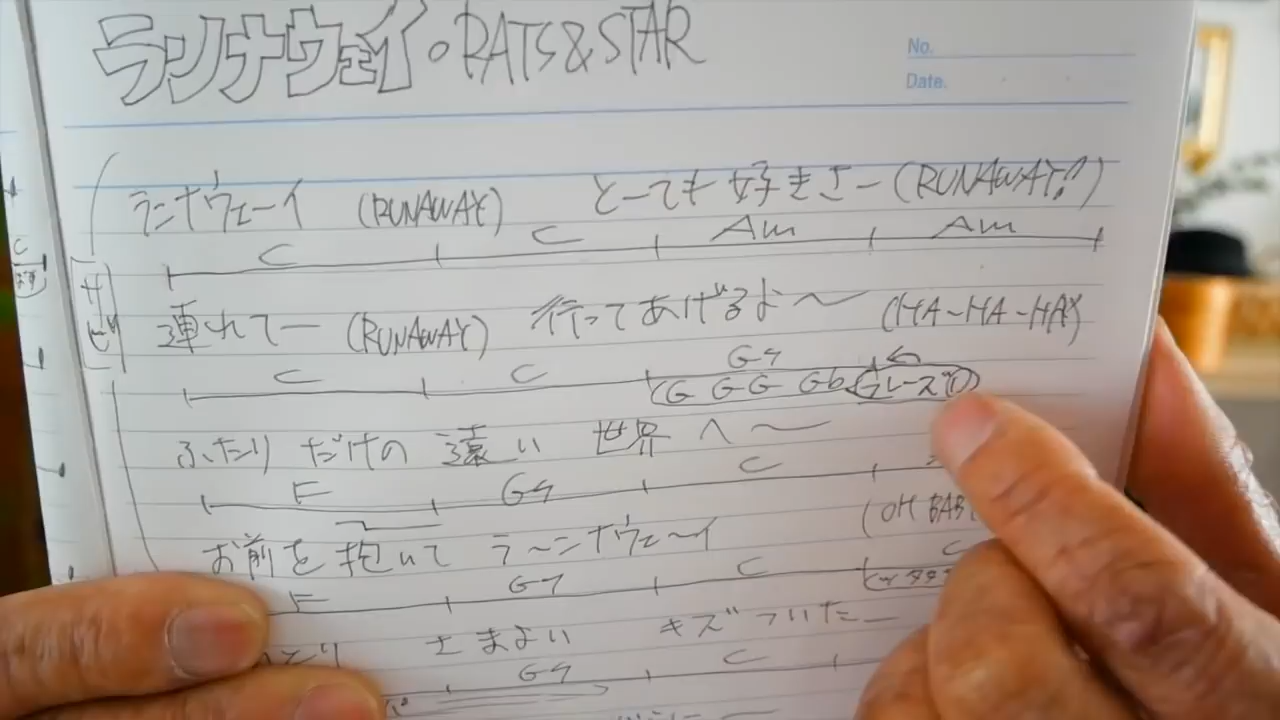 ランナウェイ・RATS&STAR
No.
Date.
ランナウェーイ (RUNAWAY) とーても好きさー (RUNAWAY!!)
C C Am Am
サビ
連れてー (RUNAWAY) 行ってあげるよ〜 (HA-HA-HA)
G7
C C (G G G Gb フレーズ①)
ふたりだけの遠い世界へ〜
F G7 C
(OH BAB
お前を抱いてラ〜ンナウェ〜イ
F G7 C C
さまよい キズついたー
G7 C